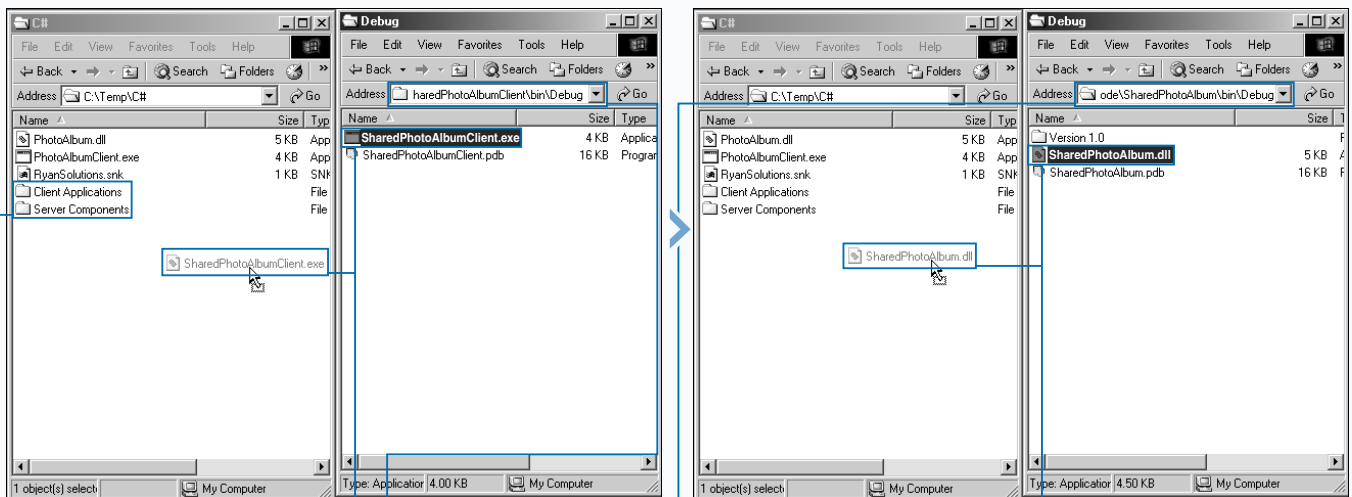 C#
File Edit View Favorites Tools Help
Back Search Folders »
Address C:\Temp\C# Go
Name Size Typ
PhotoAlbum.dll 5 KB App
PhotoAlbumClient.exe 4 KB App
RyanSolutions.snk 1 KB SNK
Client Applications File
Server Components File
SharedPhotoAlbumClient.exe
1 object(s) selecte My Computer
Debug
File Edit View Favorites Tools Help
Back Search Folders »
Address haredPhotoAlbumClient\bin\Debug Go
Name Size Type
SharedPhotoAlbumClient.exe 4 KB Applica
SharedPhotoAlbumClient.pdb 16 KB Program
Type: Application 4.00 KB My Computer
C#
File Edit View Favorites Tools Help
Back Search Folders »
Address C:\Temp\C# Go
Name Size Typ
PhotoAlbum.dll 5 KB App
PhotoAlbumClient.exe 4 KB App
RyanSolutions.snk 1 KB SNK
Client Applications File
Server Components File
SharedPhotoAlbum.dll
1 object(s) selecte My Computer
Debug
File Edit View Favorites Tools Help
Back Search Folders »
Address ode\SharedPhotoAlbum\bin\Debug Go
Name Size T
Version 1.0 F
SharedPhotoAlbum.dll 5 KB A
SharedPhotoAlbum.pdb 16 KB P
Type: Application 4.50 KB My Computer